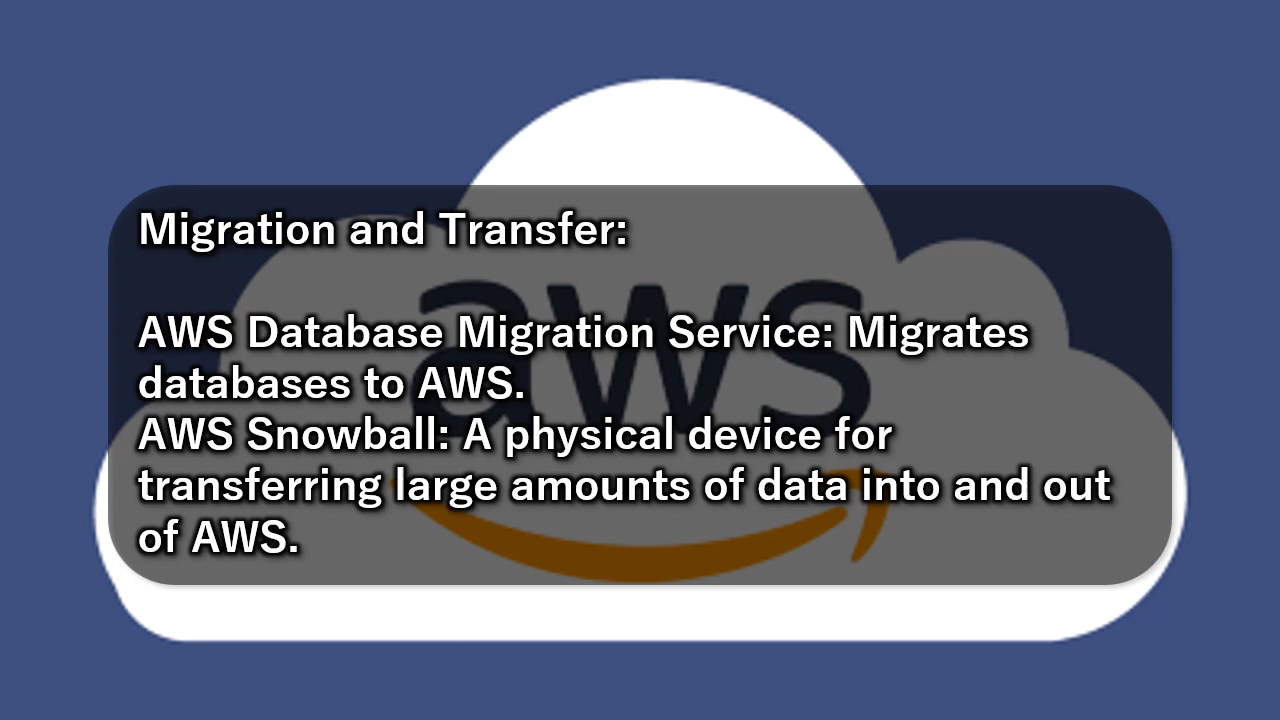 Migration and Transfer:
aws
AWS Database Migration Service: Migrates
databases to AWS.
AWS Snowball: A physical device for
transferring large amounts of data into and out
of AWS.